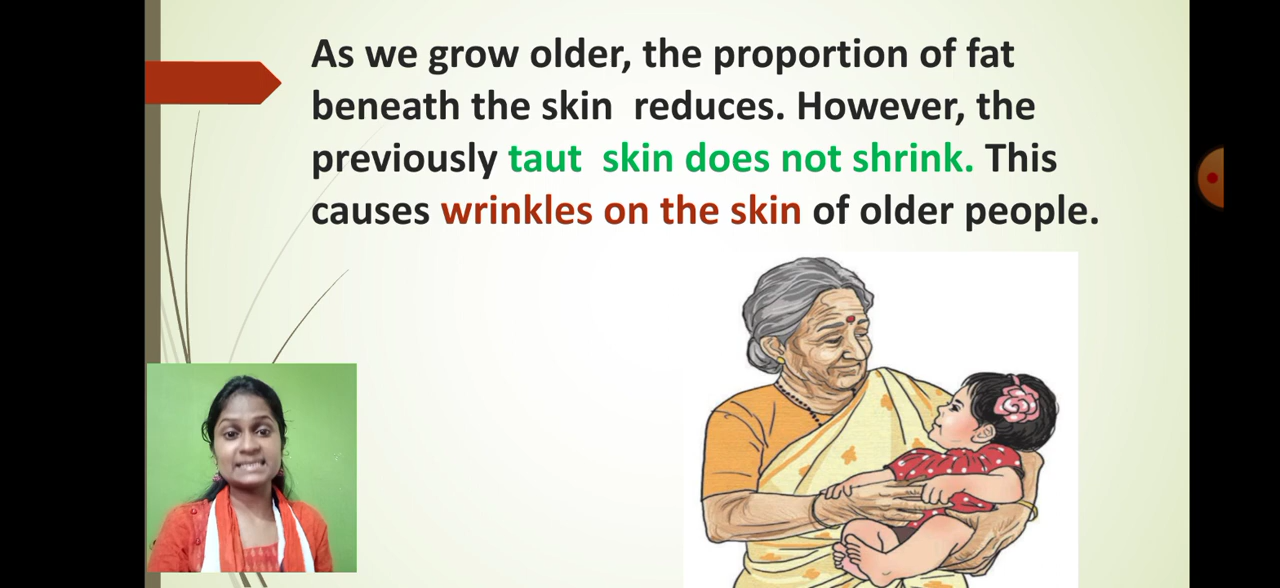 As we grow older, the proportion of fat
beneath the skin  reduces. However, the
previously taut  skin does not shrink. This
causes wrinkles on the skin of older people.